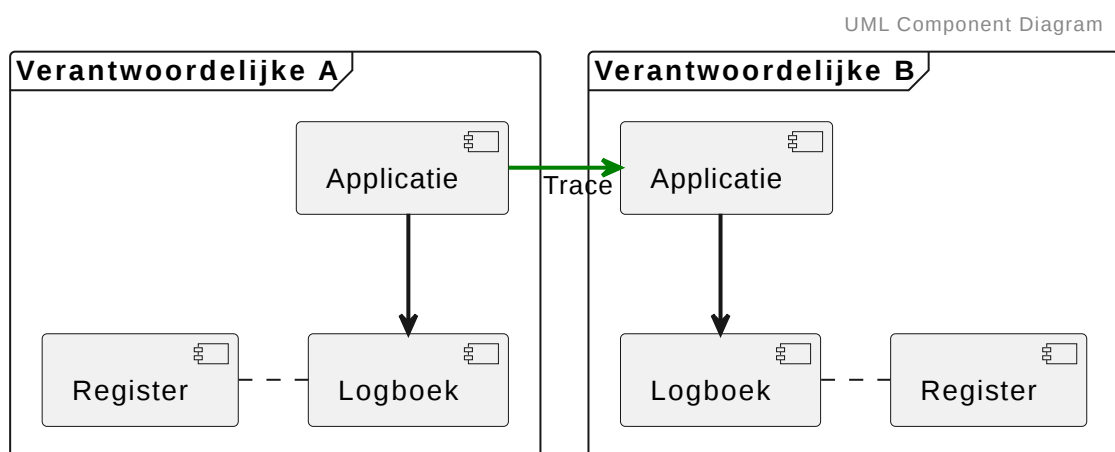 UML Component Diagram
Verantwoordelijke A
Verantwoordelijke B
Applicatie
Trace
Applicatie
Register
Logboek
Logboek
Register